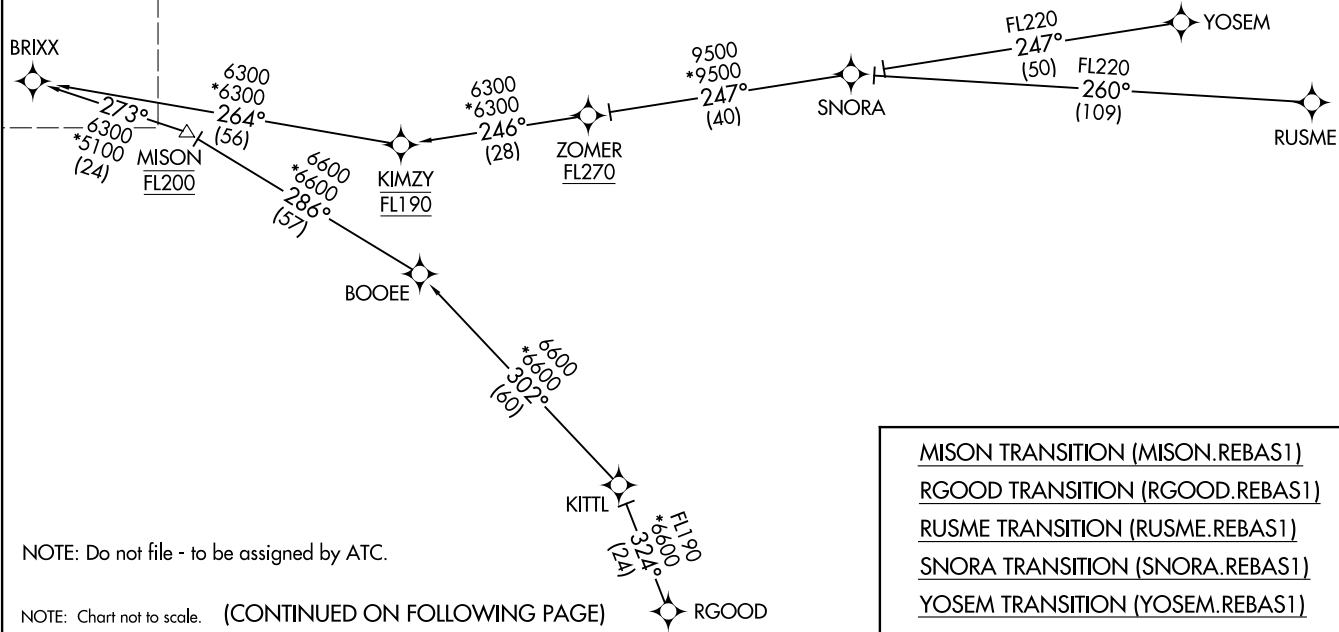 BRIXX
273°
6300
*5100
(24)
MISON
FL200
6300
*6300
264°
(56)
KIMZY
FL190
6300
*6300
246°
(28)
ZOMER
FL270
9500
*9500
247°
(40)
SNORA
FL220
247°
(50)
YOSEM
FL220
260°
(109)
RUSME
6600
*6600
286°
(57)
BOOEE
6600
*6600
302°
(60)
KITTL
FL190
*6600
324°
(24)
RGOOD
NOTE: Do not file - to be assigned by ATC.
NOTE: Chart not to scale.
(CONTINUED ON FOLLOWING PAGE)
MISON TRANSITION (MISON.REBAS1)
RGOOD TRANSITION (RGOOD.REBAS1)
RUSME TRANSITION (RUSME.REBAS1)
SNORA TRANSITION (SNORA.REBAS1)
YOSEM TRANSITION (YOSEM.REBAS1)